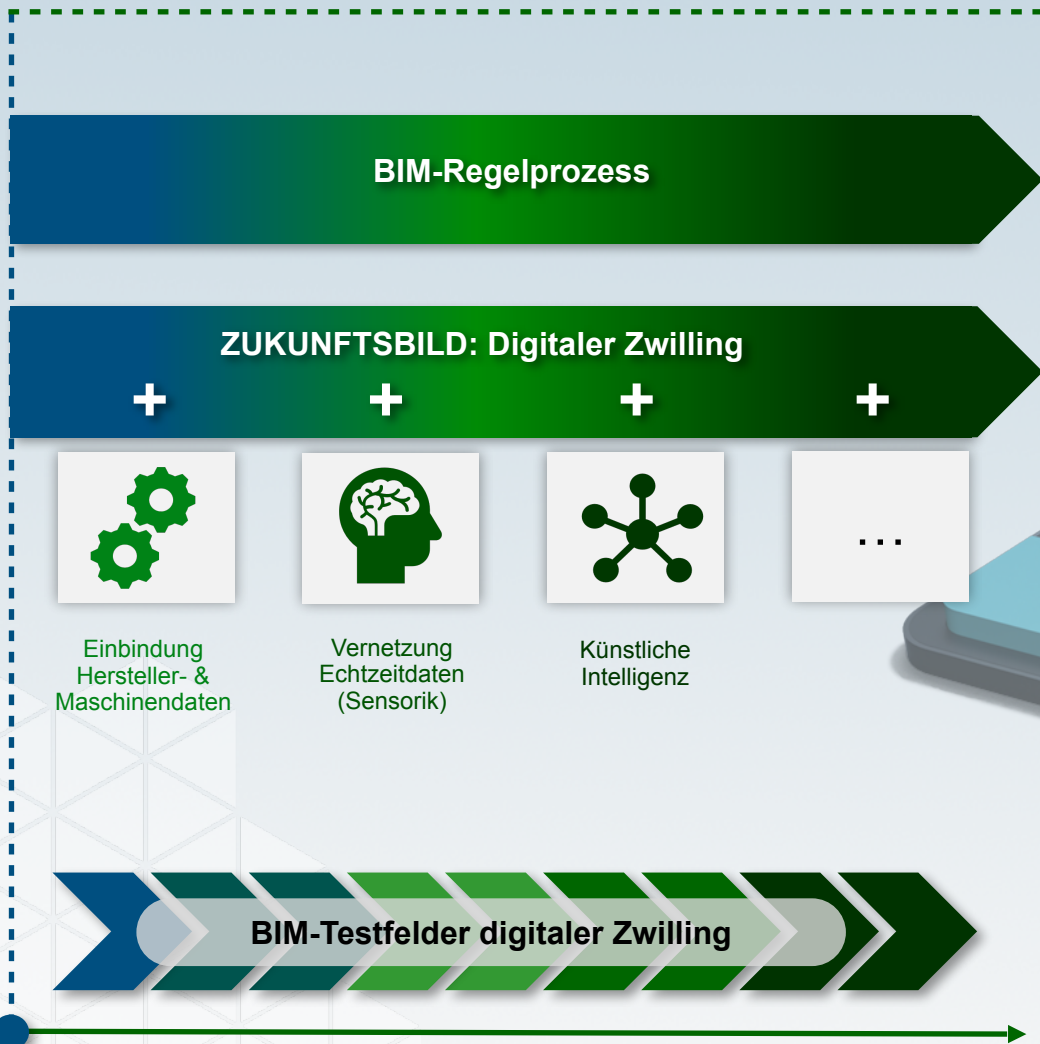 BIM-Regelprozess
ZUKUNFTSBILD: Digitaler Zwilling
+ + + +
...
Einbindung
Hersteller- &
Maschinendaten
Vernetzung
Echtzeitdaten
(Sensorik)
Künstliche
Intelligenz
BIM-Testfelder digitaler Zwilling